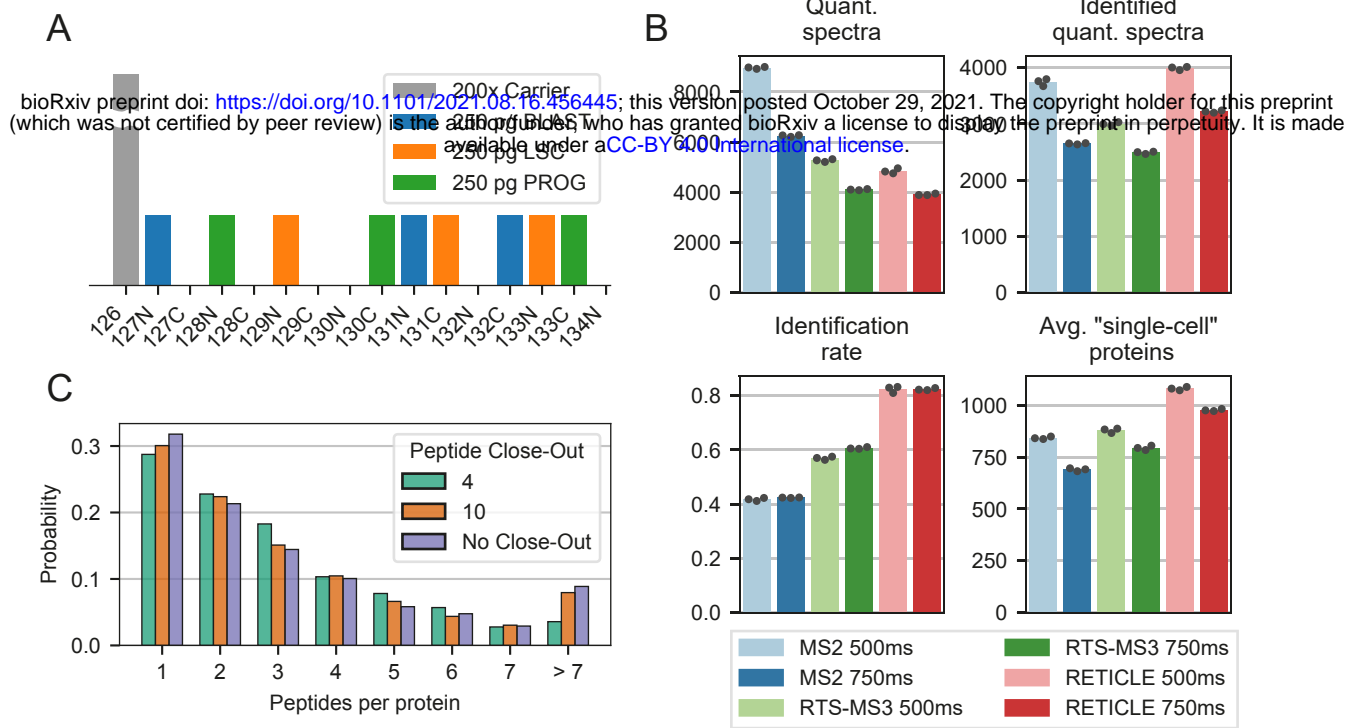 A
200x Carrier
250 pg BLAST
250 pg LSC
250 pg PROG
126
127N
127C
128N
128C
129N
129C
130N
130C
131N
131C
132N
132C
133N
133C
134N
bioRxiv preprint doi: https://doi.org/10.1101/2021.08.16.456445; this version posted October 29, 2021. The copyright holder for this preprint
(which was not certified by peer review) is the author/funder, who has granted bioRxiv a license to display the preprint in perpetuity. It is made
available under aCC-BY 4.0 International license.
B
Quant.
spectra
8000
6000
4000
2000
0
Identified
quant. spectra
4000
3000
2000
1000
0
Identification
rate
0.8
0.6
0.4
0.2
0.0
Avg. "single-cell"
proteins
1000
750
500
250
0
MS2 500ms
MS2 750ms
RTS-MS3 500ms
RTS-MS3 750ms
RETICLE 500ms
RETICLE 750ms
C
Probability
0.3
0.2
0.1
0.0
Peptide Close-Out
4
10
No Close-Out
1 2 3 4 5 6 7 > 7
Peptides per protein